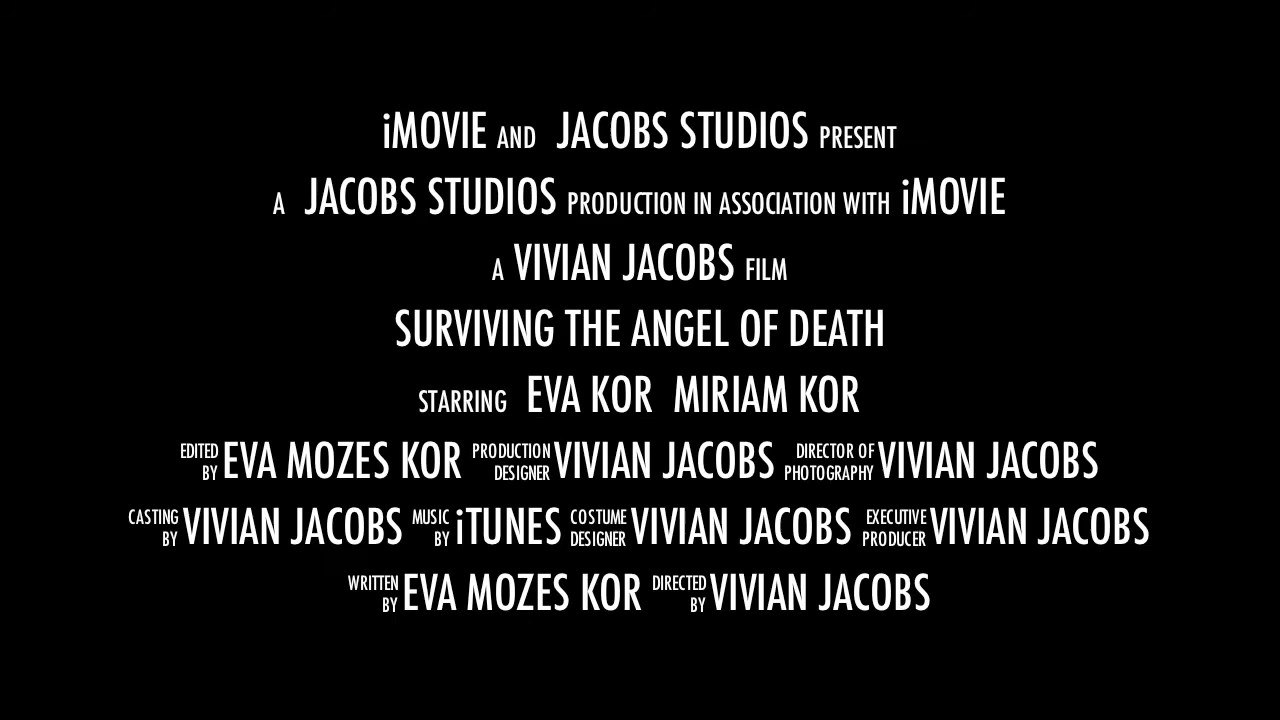 iMOVIE AND JACOBS STUDIOS PRESENT
A JACOBS STUDIOS PRODUCTION IN ASSOCIATION WITH iMOVIE
A VIVIAN JACOBS FILM
SURVIVING THE ANGEL OF DEATH
STARRING EVA KOR MIRIAM KOR
EDITED BY EVA MOZES KOR PRODUCTION DESIGNER VIVIAN JACOBS DIRECTOR OF PHOTOGRAPHY VIVIAN JACOBS
CASTING BY VIVIAN JACOBS MUSIC BY iTUNES COSTUME DESIGNER VIVIAN JACOBS EXECUTIVE PRODUCER VIVIAN JACOBS
WRITTEN BY EVA MOZES KOR DIRECTED BY VIVIAN JACOBS